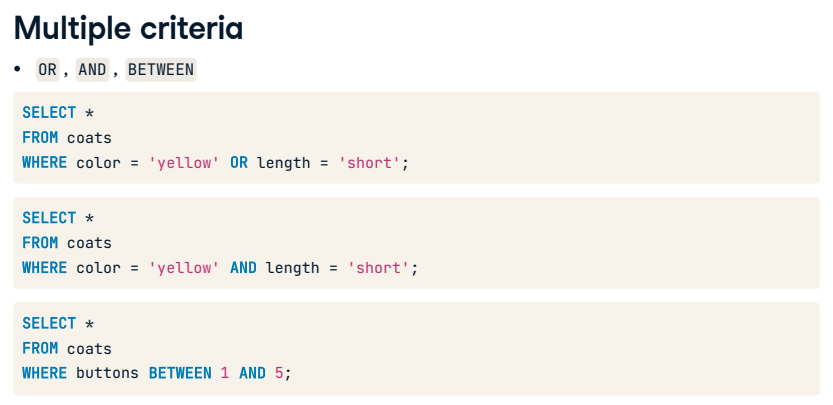 Multiple criteria
• OR , AND , BETWEEN
SELECT *
FROM coats
WHERE color = 'yellow' OR length = 'short';
SELECT *
FROM coats
WHERE color = 'yellow' AND length = 'short';
SELECT *
FROM coats
WHERE buttons BETWEEN 1 AND 5;